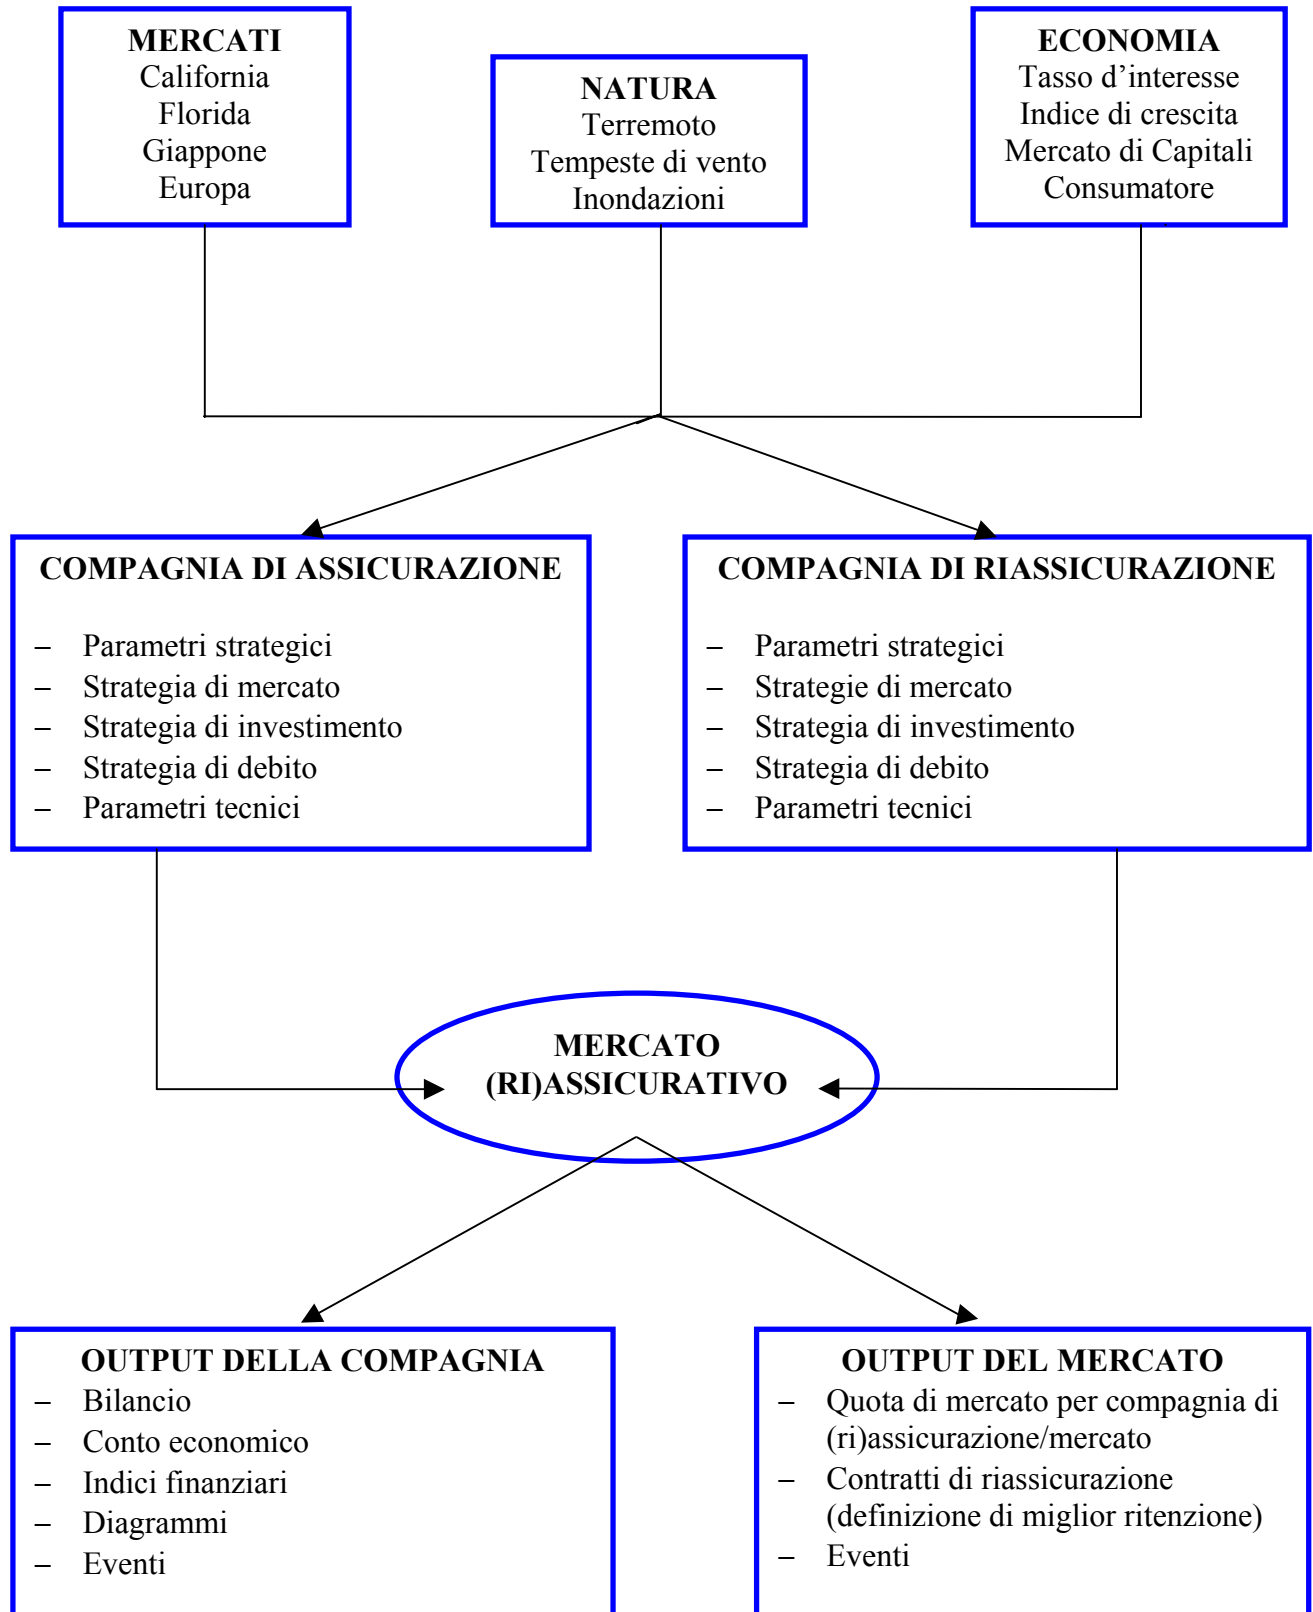 MERCATI
California
Florida
Giappone
Europa
NATURA
Terremoto
Tempeste di vento
Inondazioni
ECONOMIA
Tasso d’interesse
Indice di crescita
Mercato di Capitali
Consumatore
COMPAGNIA DI ASSICURAZIONE
– Parametri strategici
– Strategia di mercato
– Strategia di investimento
– Strategia di debito
– Parametri tecnici
COMPAGNIA DI RIASSICURAZIONE
– Parametri strategici
– Strategie di mercato
– Strategia di investimento
– Strategia di debito
– Parametri tecnici
MERCATO
(RI)ASSICURATIVO
OUTPUT DELLA COMPAGNIA
– Bilancio
– Conto economico
– Indici finanziari
– Diagrammi
– Eventi
OUTPUT DEL MERCATO
– Quota di mercato per compagnia di
(ri)assicurazione/mercato
– Contratti di riassicurazione
(definizione di miglior ritenzione)
– Eventi